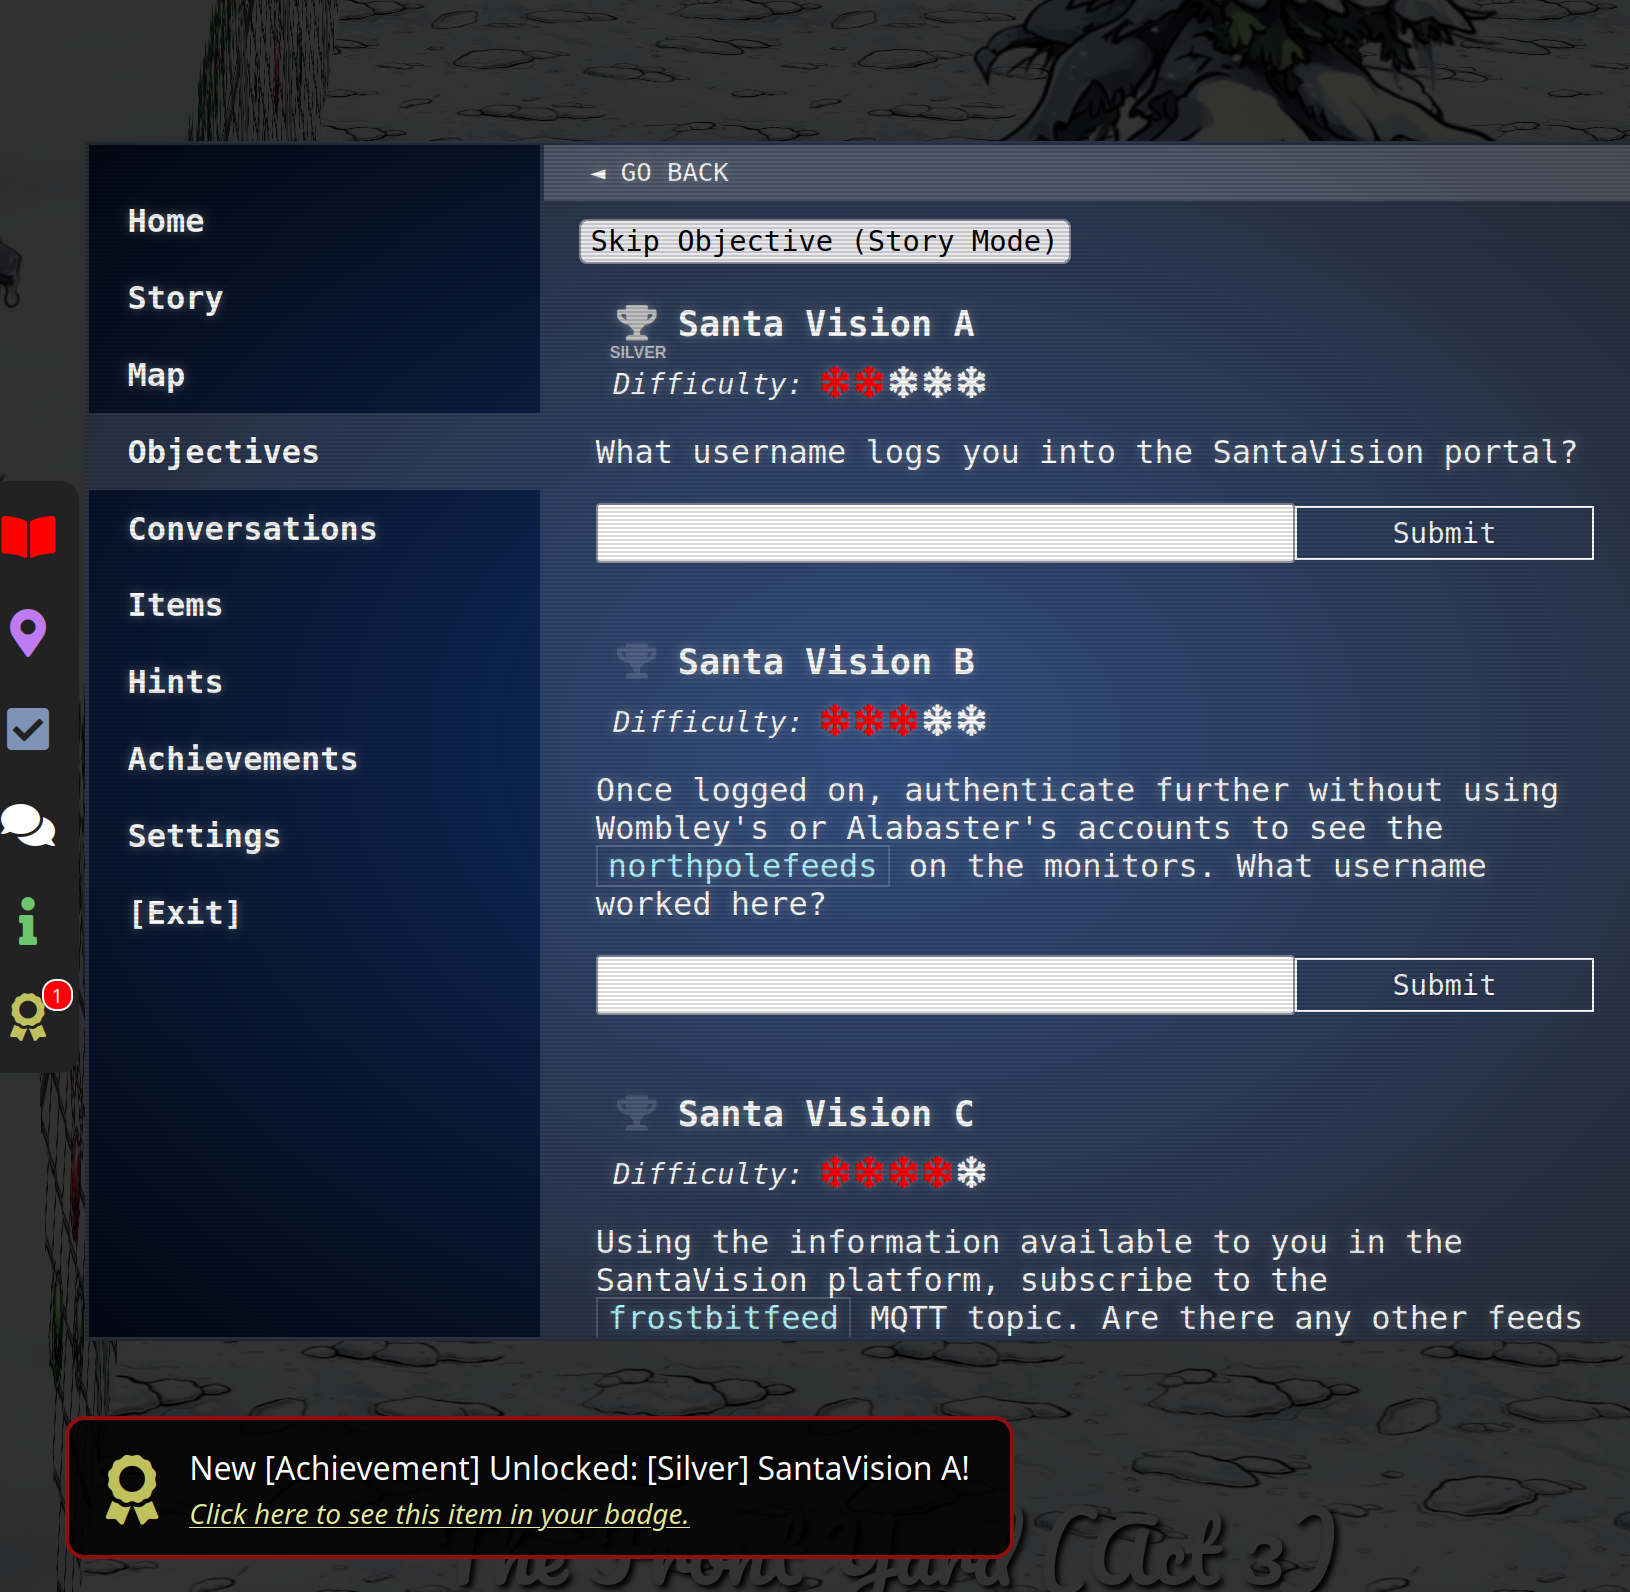 ◄ GO BACK
Home
Story
Map
Objectives
Conversations
Items
Hints
Achievements
Settings
[Exit]
Skip Objective (Story Mode)
Santa Vision A
SILVER
Difficulty:
What username logs you into the SantaVision portal?
Submit
Santa Vision B
Difficulty:
Once logged on, authenticate further without using
Wombley's or Alabaster's accounts to see the
northpolefeeds on the monitors. What username
worked here?
Submit
Santa Vision C
Difficulty:
Using the information available to you in the
SantaVision platform, subscribe to the
frostbitfeed MQTT topic. Are there any other feeds
1
New [Achievement] Unlocked: [Silver] SantaVision A!
Click here to see this item in your badge.
The Front Yard (Act 3)